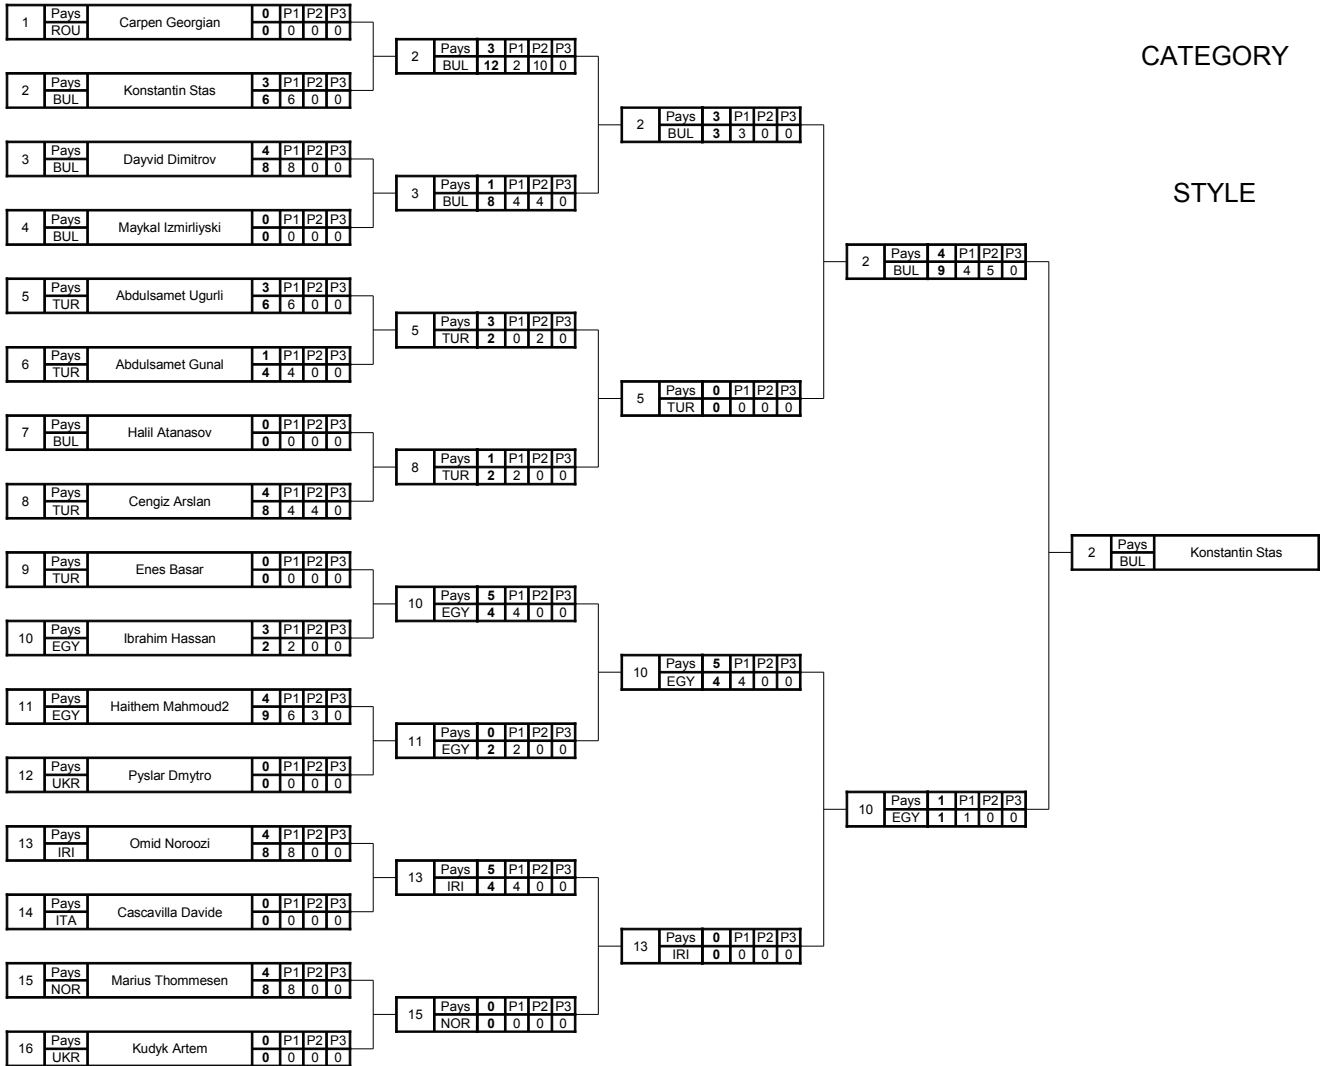 1 Pays Carpen Georgian 0 P1 P2 P3
ROU 0 0 0 0
2 Pays 3 P1 P2 P3
BUL 12 2 10 0
CATEGORY
2 Pays Konstantin Stas 3 P1 P2 P3
BUL 6 6 0 0
2 Pays 3 P1 P2 P3
BUL 3 3 0 0
3 Pays Dayvid Dimitrov 4 P1 P2 P3
BUL 8 8 0 0
3 Pays 1 P1 P2 P3
BUL 8 4 4 0
STYLE
4 Pays Maykal Izmirliyski 0 P1 P2 P3
BUL 0 0 0 0
2 Pays 4 P1 P2 P3
BUL 9 4 5 0
5 Pays Abdulsamet Ugurli 3 P1 P2 P3
TUR 6 6 0 0
5 Pays 3 P1 P2 P3
TUR 2 0 2 0
6 Pays Abdulsamet Gunal 1 P1 P2 P3
TUR 4 4 0 0
5 Pays 0 P1 P2 P3
TUR 0 0 0 0
7 Pays Halil Atanasov 0 P1 P2 P3
BUL 0 0 0 0
8 Pays 1 P1 P2 P3
TUR 2 2 0 0
8 Pays Cengiz Arslan 4 P1 P2 P3
TUR 8 4 4 0
2 Pays Konstantin Stas
BUL
9 Pays Enes Basar 0 P1 P2 P3
TUR 0 0 0 0
10 Pays 5 P1 P2 P3
EGY 4 4 0 0
10 Pays Ibrahim Hassan 3 P1 P2 P3
EGY 2 2 0 0
10 Pays 5 P1 P2 P3
EGY 4 4 0 0
11 Pays Haithem Mahmoud2 4 P1 P2 P3
EGY 9 6 3 0
11 Pays 0 P1 P2 P3
EGY 2 2 0 0
12 Pays Pyslar Dmytro 0 P1 P2 P3
UKR 0 0 0 0
10 Pays 1 P1 P2 P3
EGY 1 1 0 0
13 Pays Omid Noroozi 4 P1 P2 P3
IRI 8 8 0 0
13 Pays 5 P1 P2 P3
IRI 4 4 0 0
14 Pays Cascavilla Davide 0 P1 P2 P3
ITA 0 0 0 0
13 Pays 0 P1 P2 P3
IRI 0 0 0 0
15 Pays Marius Thommesen 4 P1 P2 P3
NOR 8 8 0 0
15 Pays 0 P1 P2 P3
NOR 0 0 0 0
16 Pays Kudyk Artem 0 P1 P2 P3
UKR 0 0 0 0